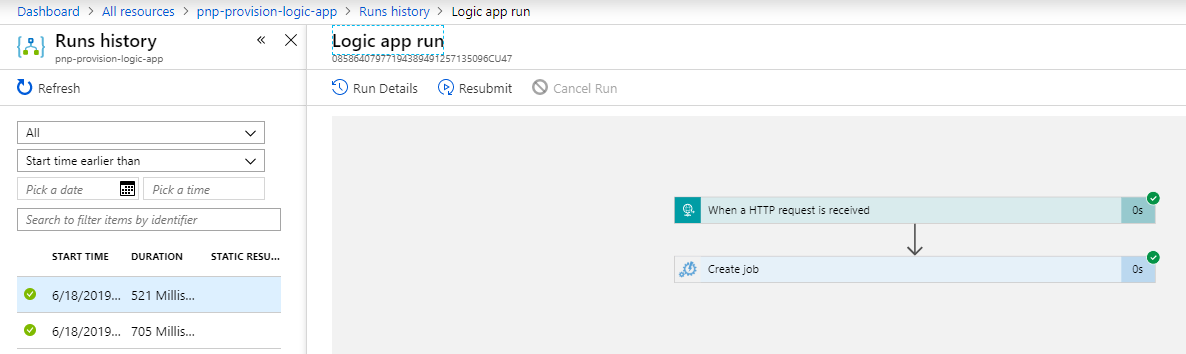 Dashboard > All resources > pnp-provision-logic-app > Runs history > Logic app run
Runs history
pnp-provision-logic-app
Refresh
All
Start time earlier than
Pick a date
Pick a time
Search to filter items by identifier
START TIME DURATION STATIC RESU...
6/18/2019... 521 Millis...
6/18/2019... 705 Millis...
Logic app run
08586407977194389491257135096CU47
Run Details Resubmit Cancel Run
When a HTTP request is received 0s
Create job 0s